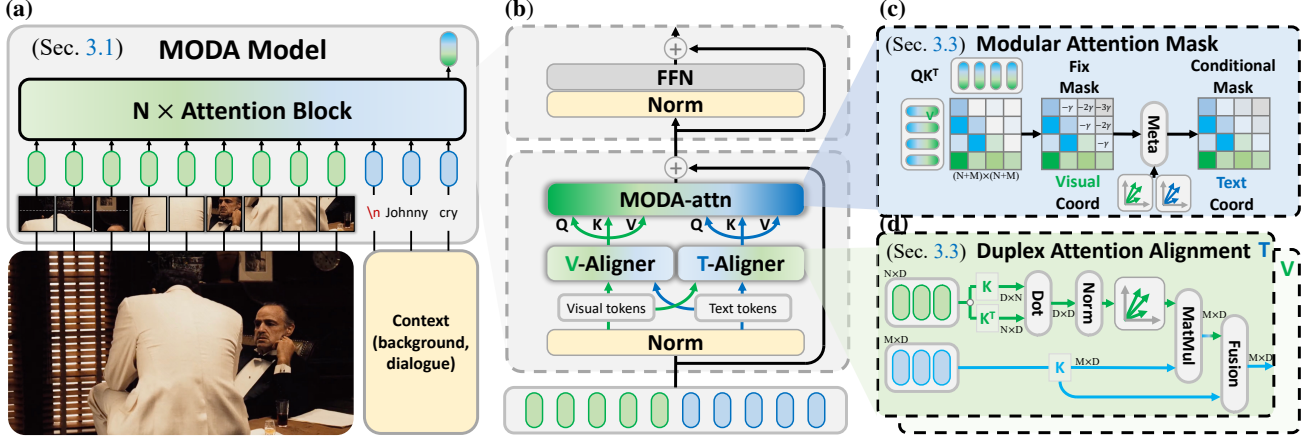 (a)
(Sec. 3.1) MODA Model
N × Attention Block
\n Johnny cry
Context
(background,
dialogue)
(b)
FFN
Norm
MODA-attn
Q K V Q K V
V-Aligner T-Aligner
Visual tokens Text tokens
Norm
(c)
(Sec. 3.3) Modular Attention Mask
QKᵀ
Fix
Mask
Conditional
Mask
V
-γ -2γ -3γ
-γ -2γ
-γ
Meta
(N+M)×(N+M)
Visual
Coord
Text
Coord
(d)
(Sec. 3.3) Duplex Attention Alignment T
V
N×D
K
D×N
Kᵀ
N×D
Dot
D×D
Norm
MatMul
M×D
Fusion
M×D
M×D
K
M×D